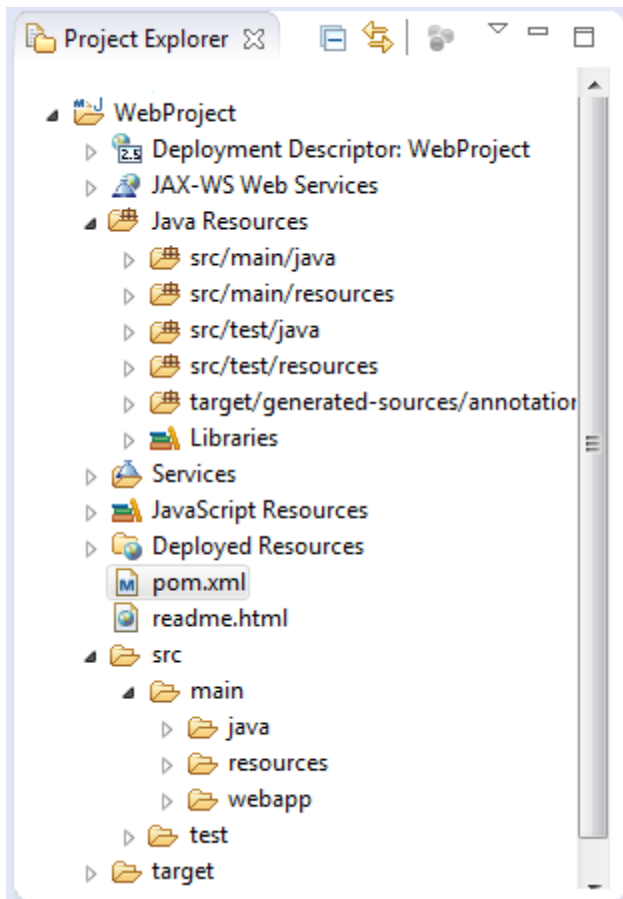 Project Explorer
WebProject
Deployment Descriptor: WebProject
JAX-WS Web Services
Java Resources
src/main/java
src/main/resources
src/test/java
src/test/resources
target/generated-sources/annotation
Libraries
Services
JavaScript Resources
Deployed Resources
pom.xml
readme.html
src
main
java
resources
webapp
test
target